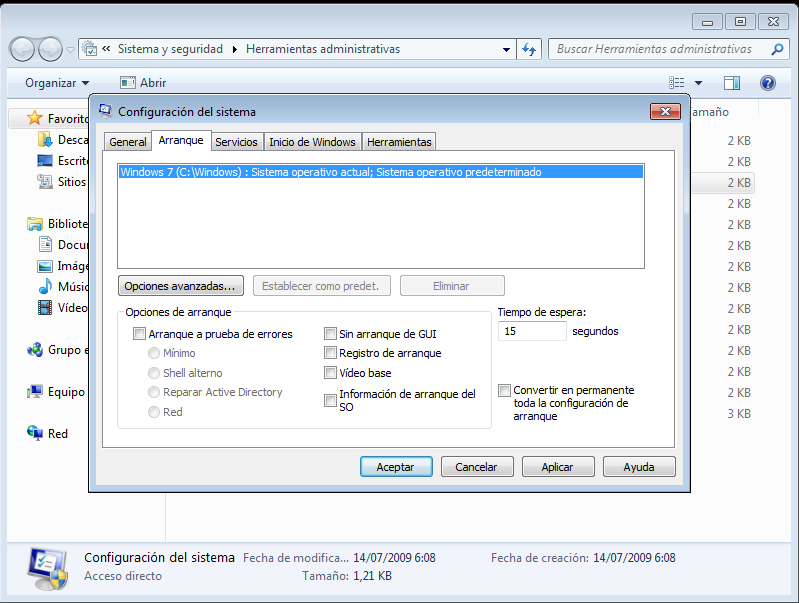 Sistema y seguridad
Herramientas administrativas
Buscar Herramientas administrativas
Organizar
Abrir
Configuración del sistema
Favorito
Desca
Escrito
Sitios
Bibliote
Docu
Imáge
Músic
Vídeo
Grupo e
Equipo
Red
amaño
2 KB
2 KB
2 KB
2 KB
2 KB
2 KB
2 KB
2 KB
2 KB
2 KB
2 KB
2 KB
2 KB
3 KB
General
Arranque
Servicios
Inicio de Windows
Herramientas
Windows 7 (C:\Windows) : Sistema operativo actual; Sistema operativo predeterminado
Opciones avanzadas...
Establecer como predet.
Eliminar
Opciones de arranque
Arranque a prueba de errores
Mínimo
Shell alterno
Reparar Active Directory
Red
Sin arranque de GUI
Registro de arranque
Vídeo base
Información de arranque del
SO
Tiempo de espera:
15 segundos
Convertir en permanente
toda la configuración de
arranque
Aceptar
Cancelar
Aplicar
Ayuda
Configuración del sistema
Fecha de modifica... 14/07/2009 6:08
Fecha de creación: 14/07/2009 6:08
Acceso directo
Tamaño: 1,21 KB